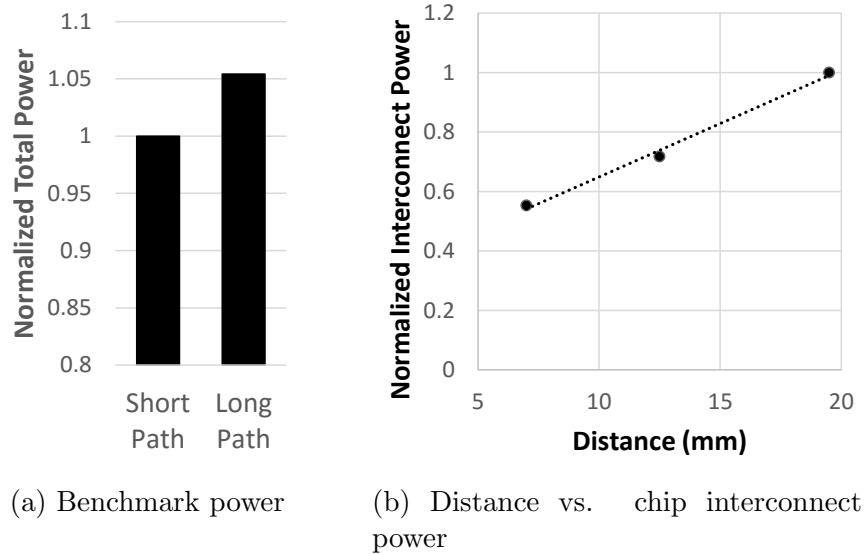 Normalized Total Power
1.1
1.05
1
0.95
0.9
0.85
0.8
Short
Path
Long
Path
(a) Benchmark power
Normalized Interconnect Power
1.2
1
0.8
0.6
0.4
0.2
0
5
10
15
20
Distance (mm)
(b) Distance vs. chip interconnect
power